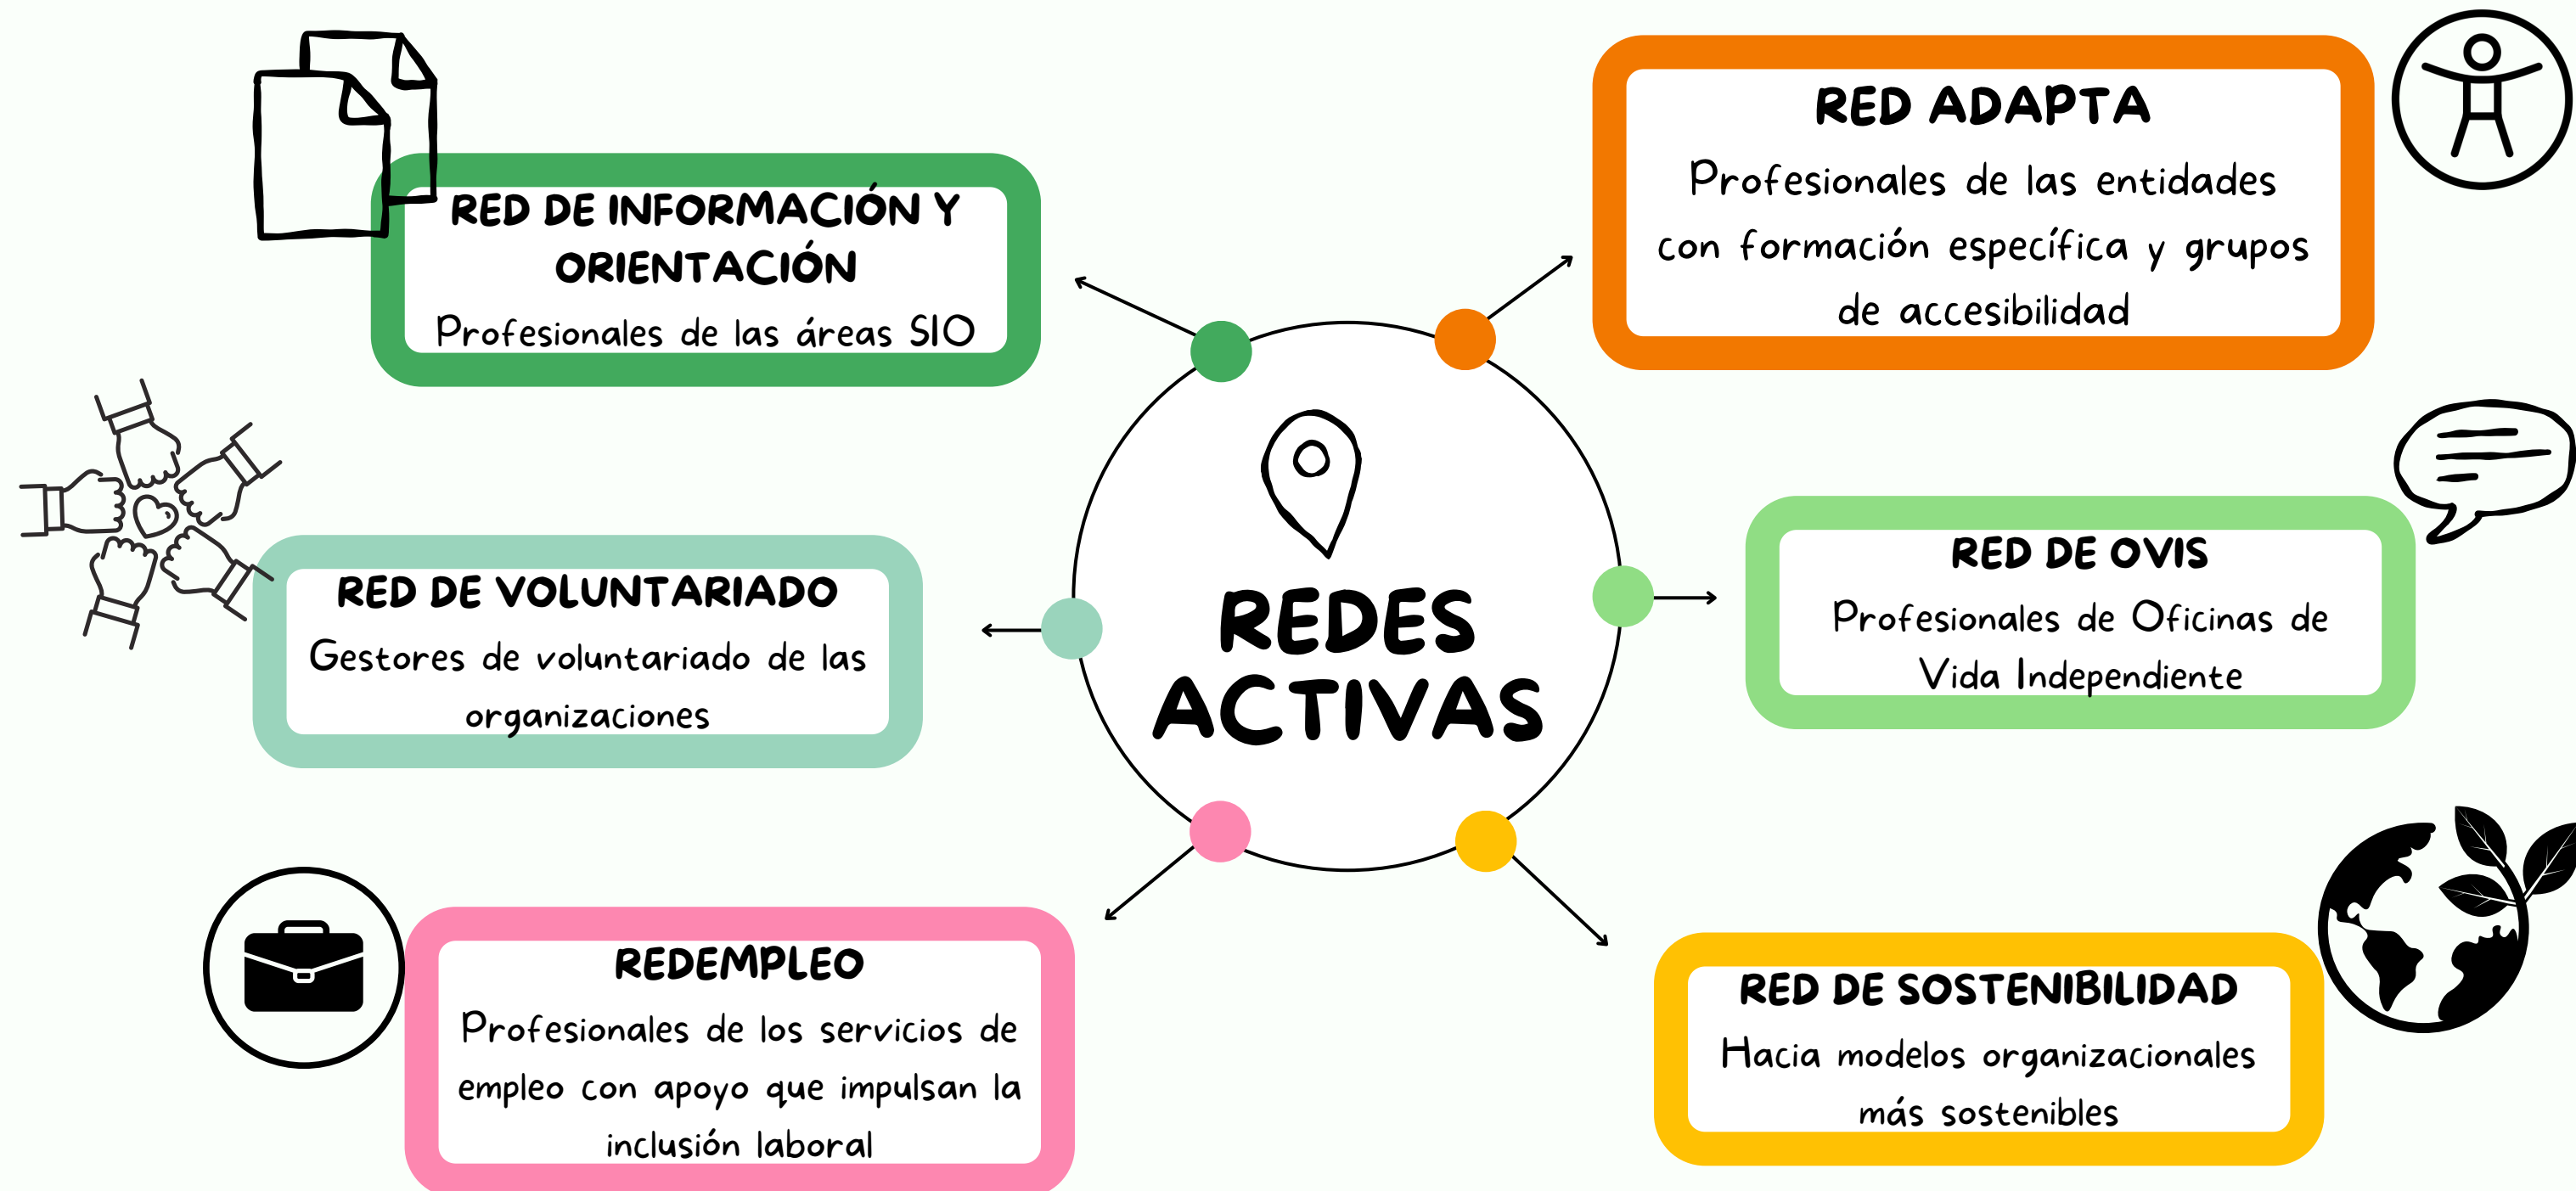 RED DE INFORMACIÓN Y
ORIENTACIÓN
Profesionales de las áreas SIO
RED ADAPTA
Profesionales de las entidades
con formación específica y grupos
de accesibilidad
RED DE VOLUNTARIADO
Gestores de voluntariado de las
organizaciones
REDES
ACTIVAS
RED DE OVIS
Profesionales de Oficinas de
Vida Independiente
REDEMPLEO
Profesionales de los servicios de
empleo con apoyo que impulsan la
inclusión laboral
RED DE SOSTENIBILIDAD
Hacia modelos organizacionales
más sostenibles